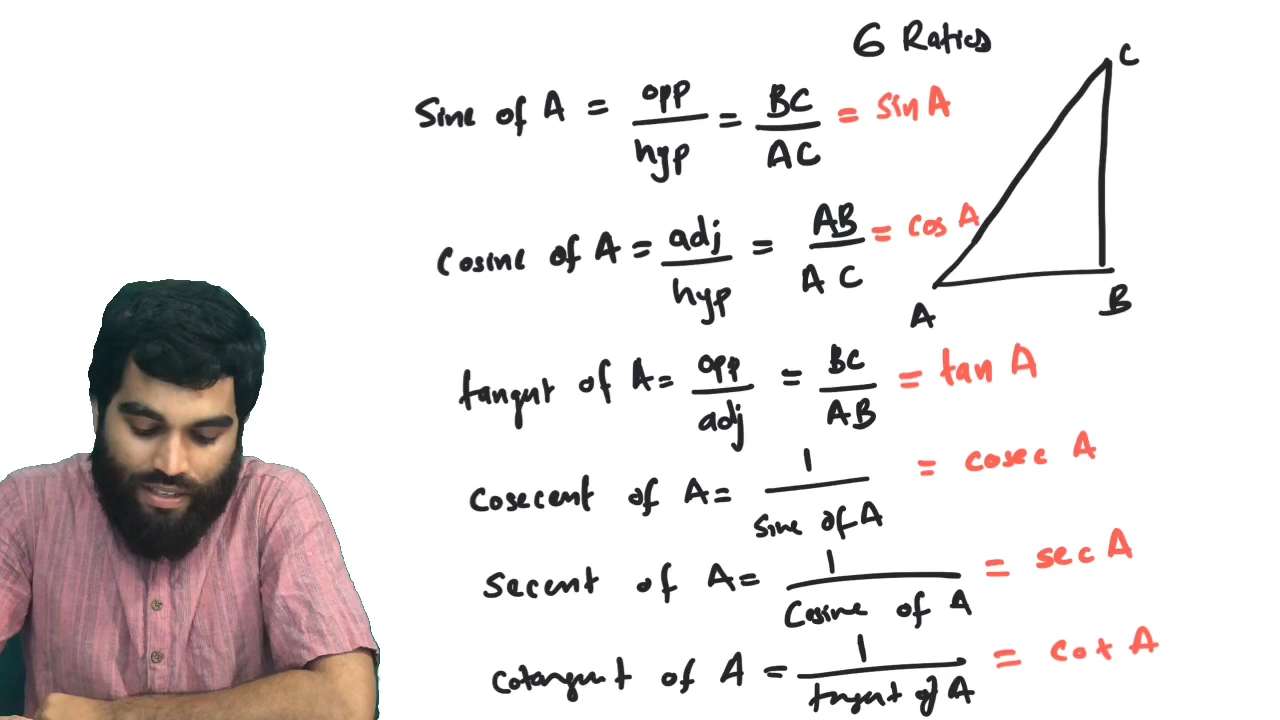 6 Ratios
Sine of A = opp/hyp = BC/AC = sin A
Cosine of A = adj/hyp = AB/AC = cos A
tangent of A = opp/adj = BC/AB = tan A
Cosecent of A = 1/sine of A = cosec A
Secent of A = 1/Cosine of A = sec A
cotangent of A = 1/tangent of A = cot A
C
A
B